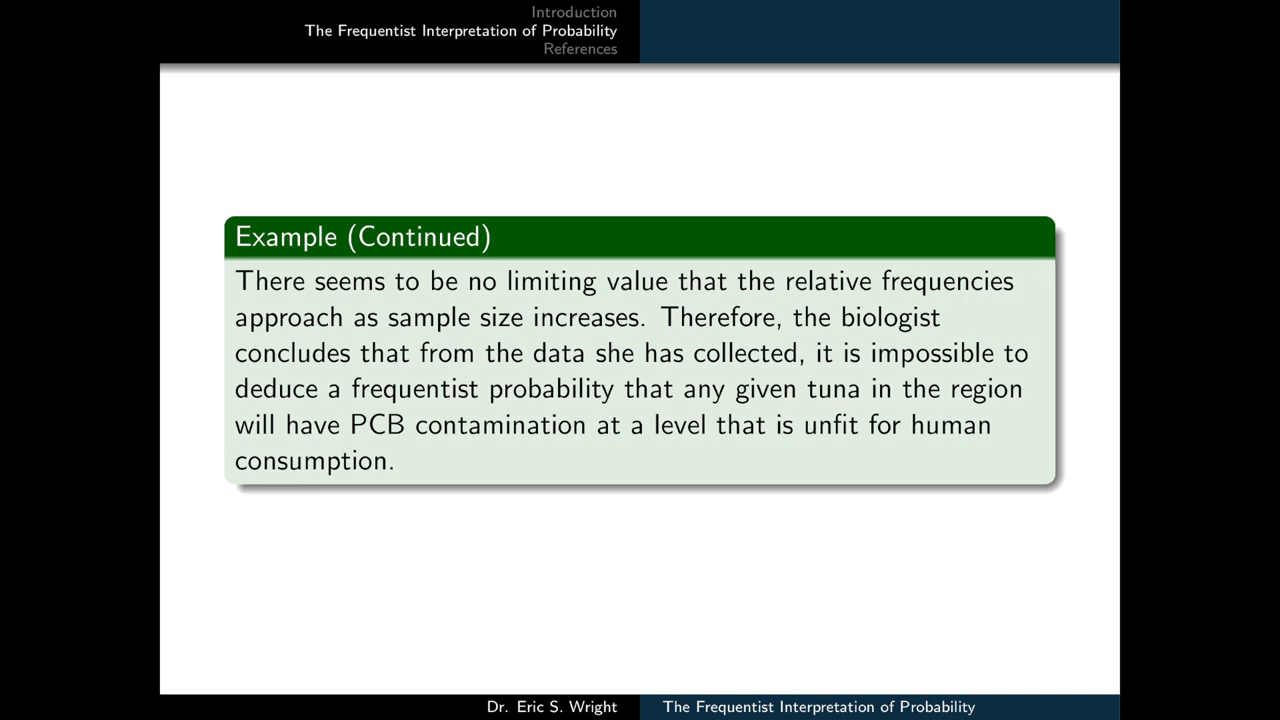 Introduction
The Frequentist Interpretation of Probability
References
Example (Continued)
There seems to be no limiting value that the relative frequencies
approach as sample size increases. Therefore, the biologist
concludes that from the data she has collected, it is impossible to
deduce a frequentist probability that any given tuna in the region
will have PCB contamination at a level that is unfit for human
consumption.
Dr. Eric S. Wright
The Frequentist Interpretation of Probability